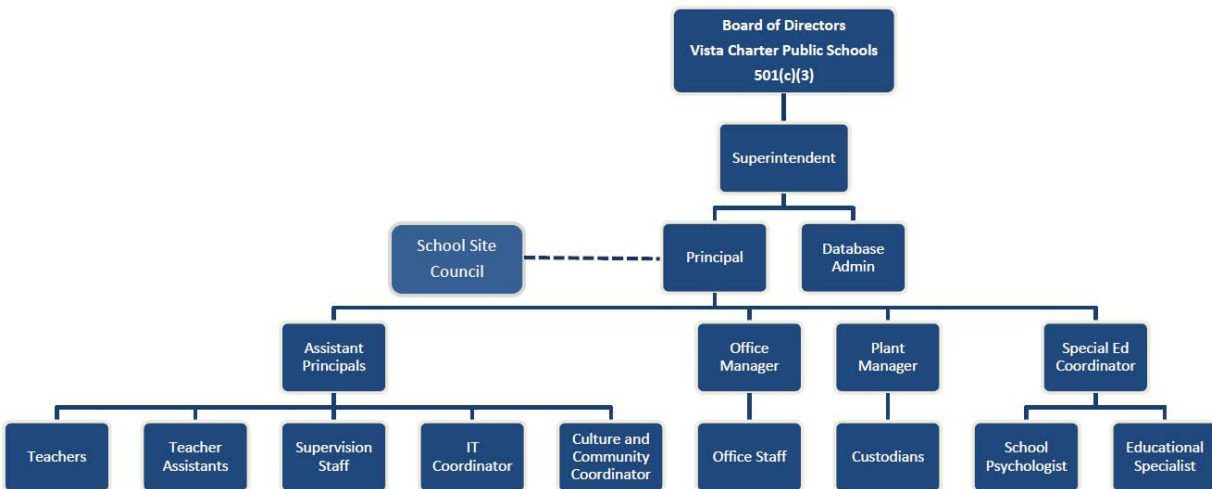 Board of Directors
Vista Charter Public Schools
501(c)(3)
Superintendent
School Site
Council
Principal
Database
Admin
Assistant
Principals
Office
Manager
Plant
Manager
Special Ed
Coordinator
Teachers
Teacher
Assistants
Supervision
Staff
IT
Coordinator
Culture and
Community
Coordinator
Office Staff
Custodians
School
Psychologist
Educational
Specialist